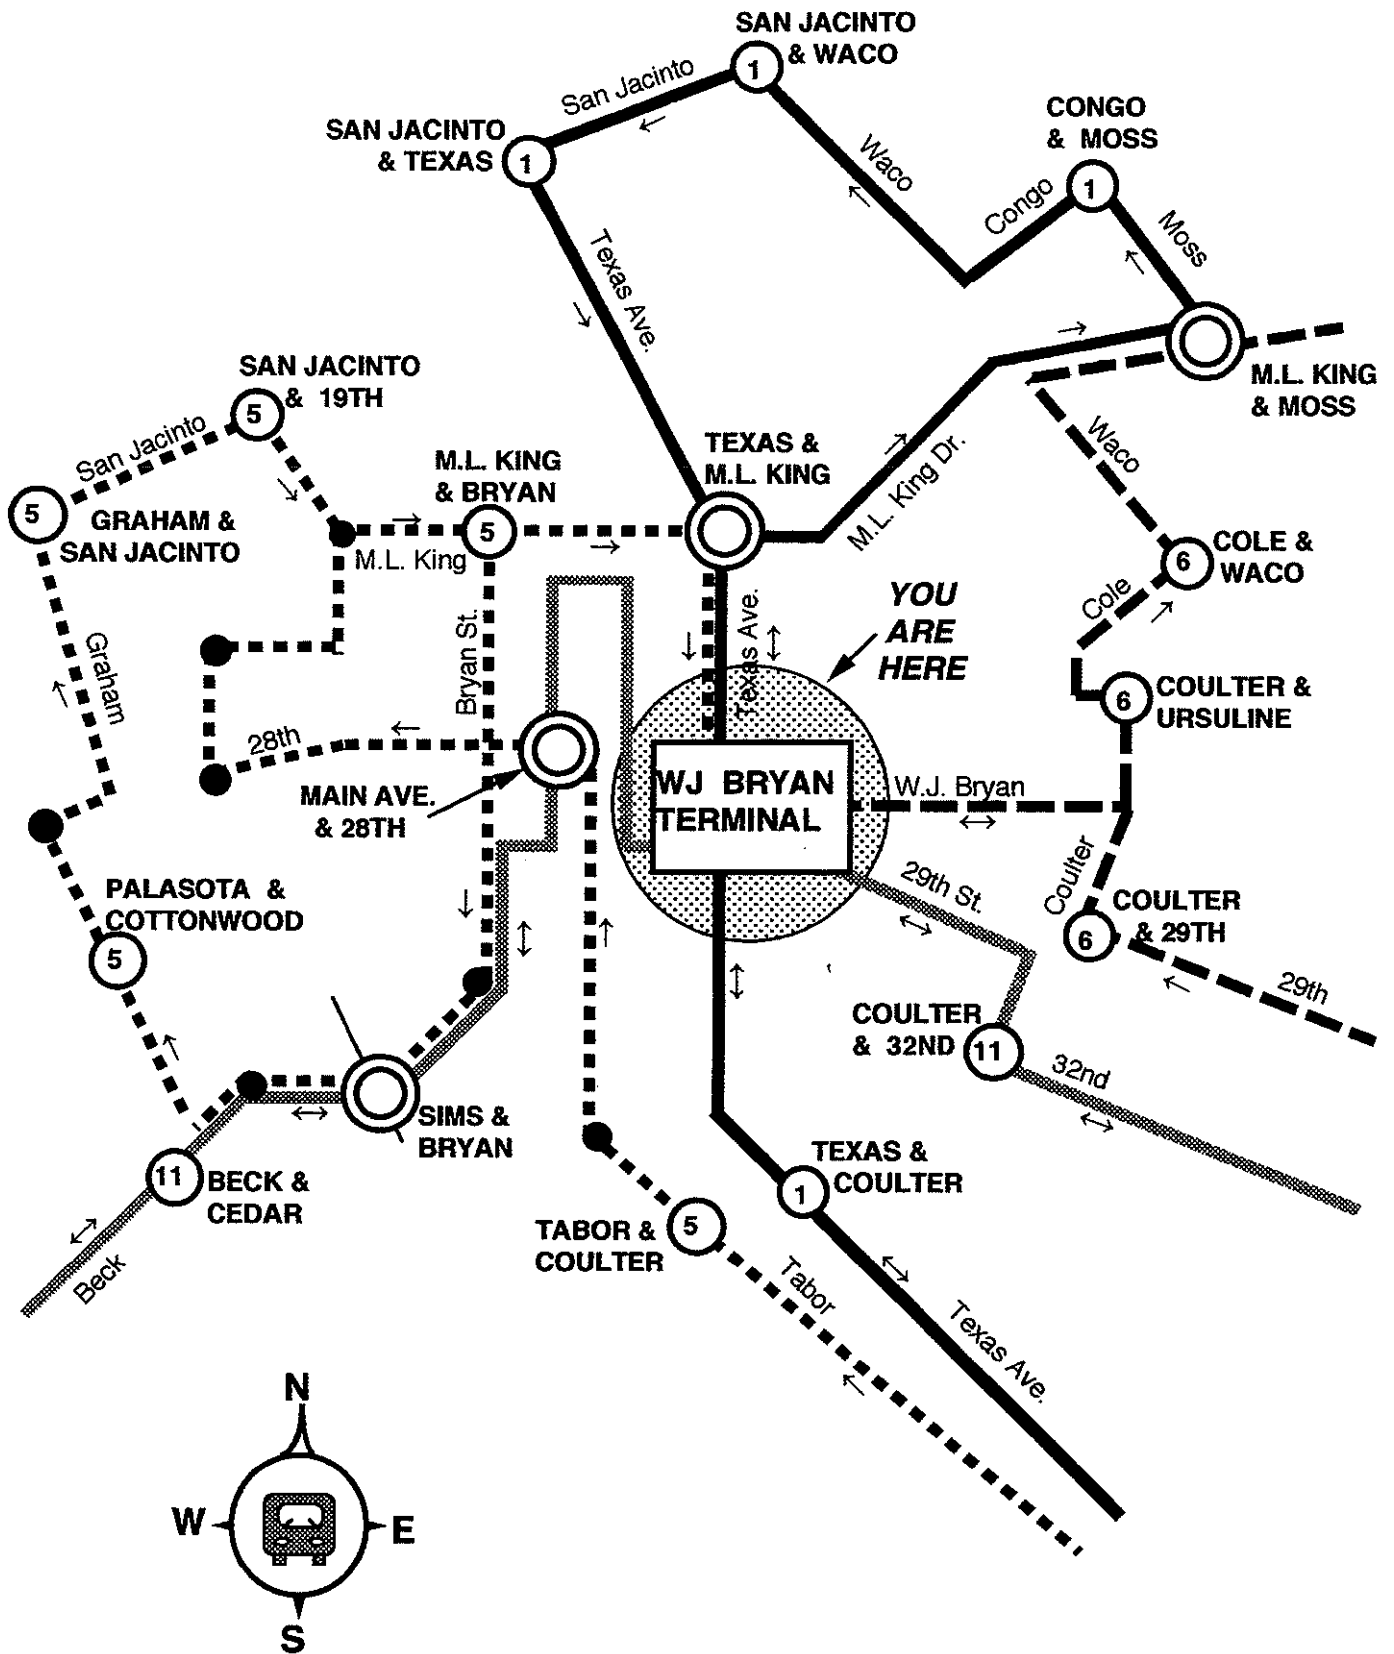 SAN JACINTO
& WACO
San Jacinto
SAN JACINTO
& TEXAS
1
1
CONGO
& MOSS
1
Waco
Congo
Moss
Texas Ave.
M.L. KING
& MOSS
SAN JACINTO
& 19TH
5
San Jacinto
5
GRAHAM &
SAN JACINTO
M.L. KING
& BRYAN
5
M.L. King
TEXAS &
M.L. KING
M.L. King Dr.
Waco
6
COLE &
WACO
Cole
Graham
Bryan St.
Texas Ave.
YOU
ARE
HERE
6
COULTER &
URSULINE
28th
MAIN AVE.
& 28TH
WJ BRYAN
TERMINAL
W.J. Bryan
Coulter
29th St.
6
COULTER
& 29TH
29th
PALASOTA &
COTTONWOOD
5
COULTER
& 32ND
11
32nd
SIMS &
BRYAN
11
BECK &
CEDAR
Beck
TEXAS &
COULTER
1
TABOR &
COULTER
5
Tabor
Texas Ave.
N
W
E
S